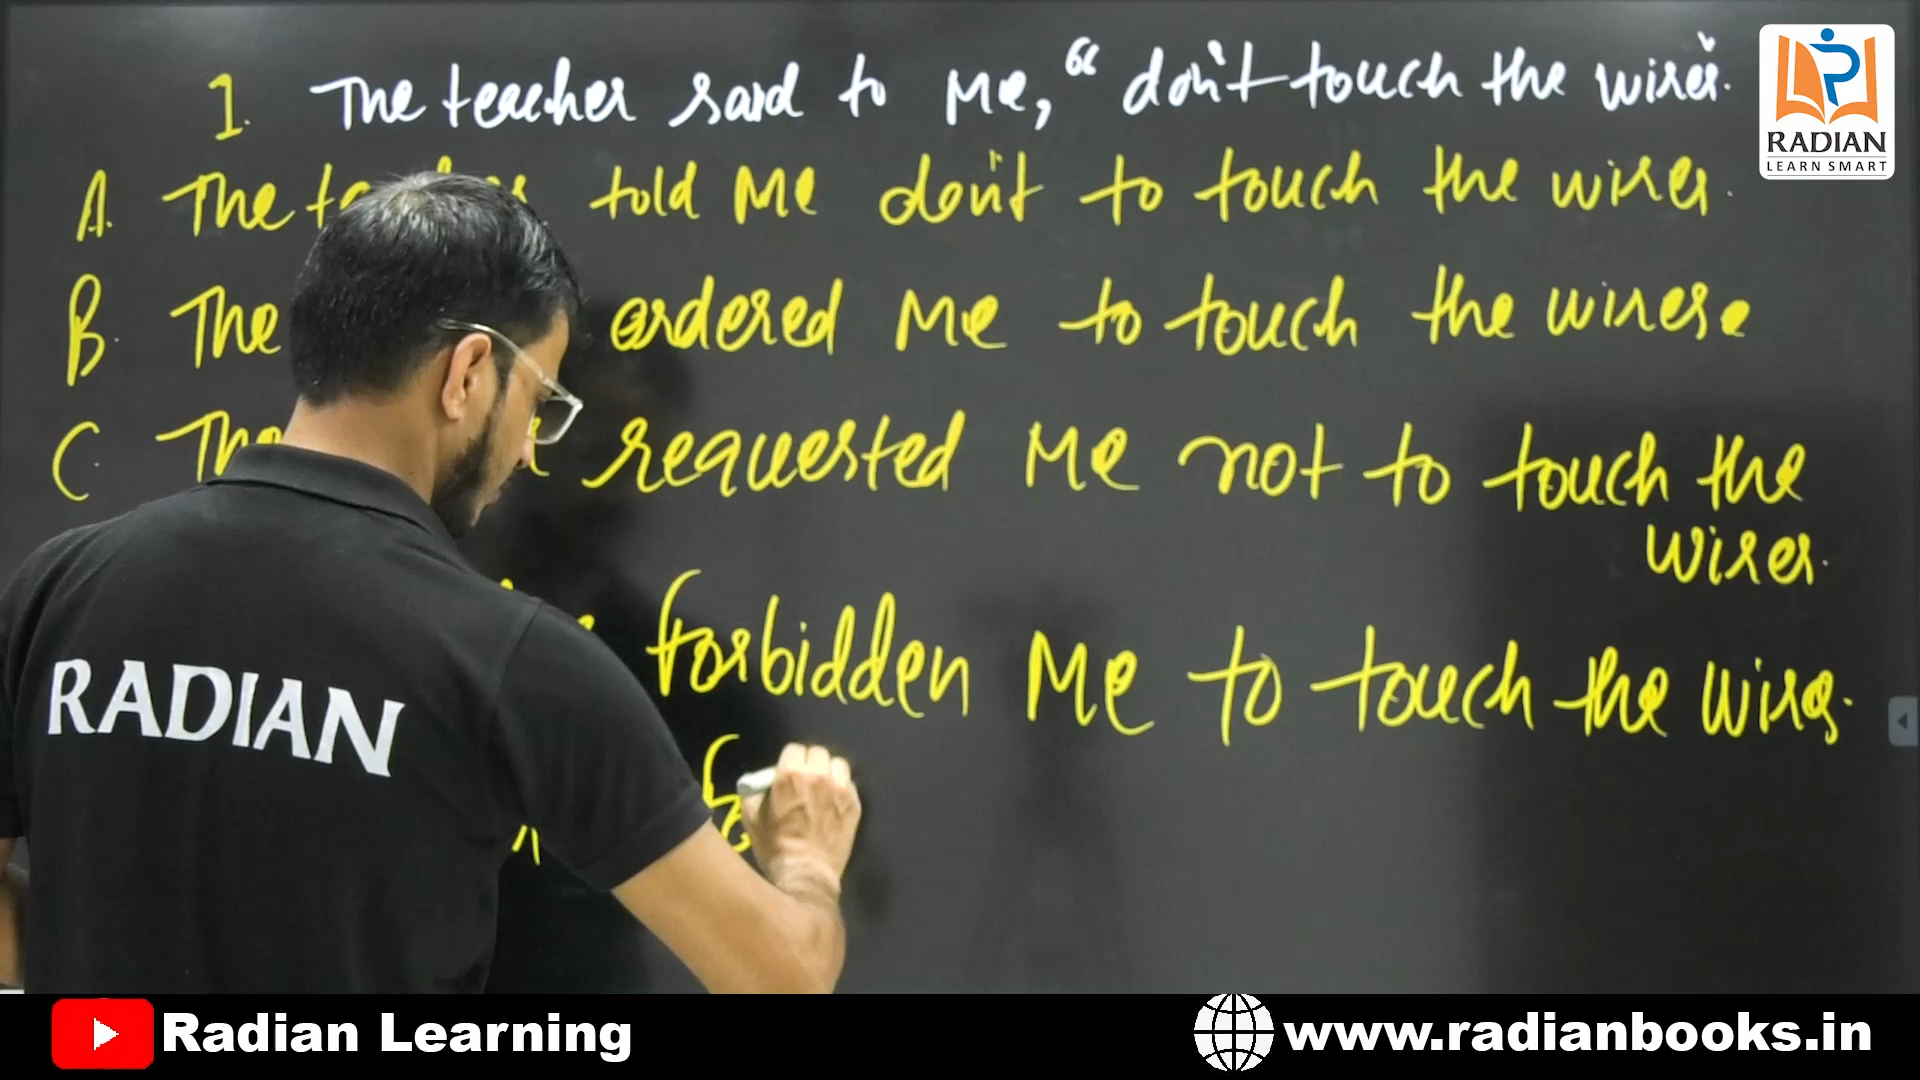 1. The teacher said to Me, "don't touch the wires.
RADIAN
LEARN SMART
A. The told Me don't to touch the wires.
B. The ordered Me to touch the wires.
C. The requested Me not to touch the
wires.
forbidden Me to touch the wires.
RADIAN
Radian Learning
www.radianbooks.in